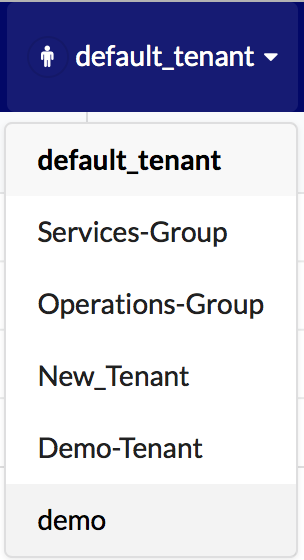 default_tenant
default_tenant
Services-Group
Operations-Group
New_Tenant
Demo-Tenant
demo